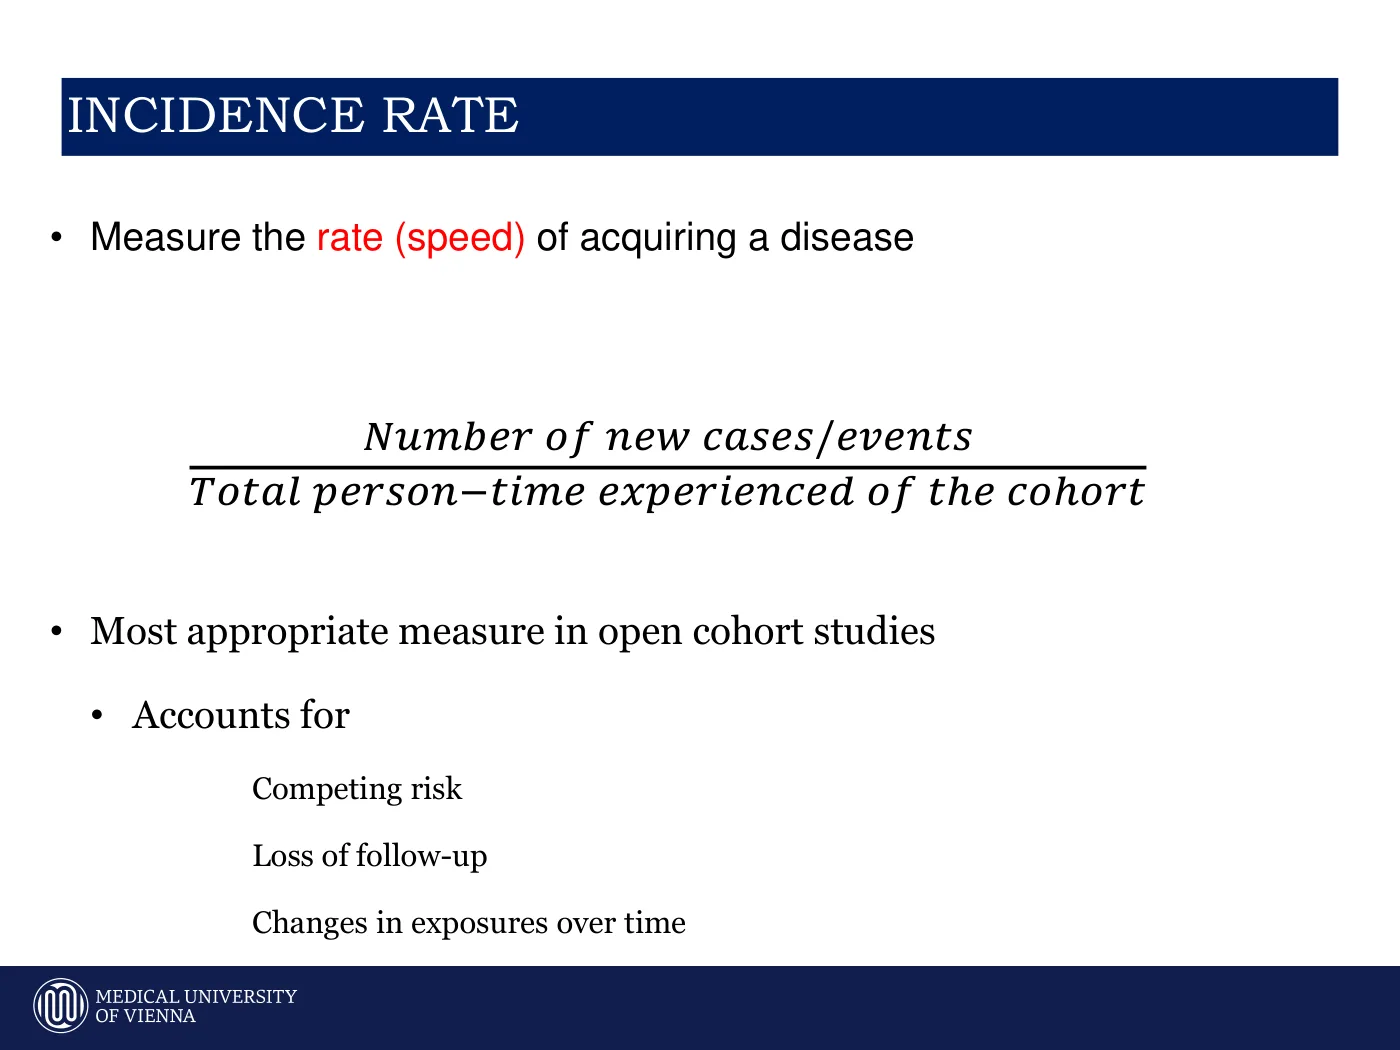 INCIDENCE RATE
• Measure the rate (speed) of acquiring a disease
Number of new cases/events
Total person−time experienced of the cohort
• Most appropriate measure in open cohort studies
• Accounts for
Competing risk
Loss of follow-up
Changes in exposures over time
MEDICAL UNIVERSITY
OF VIENNA